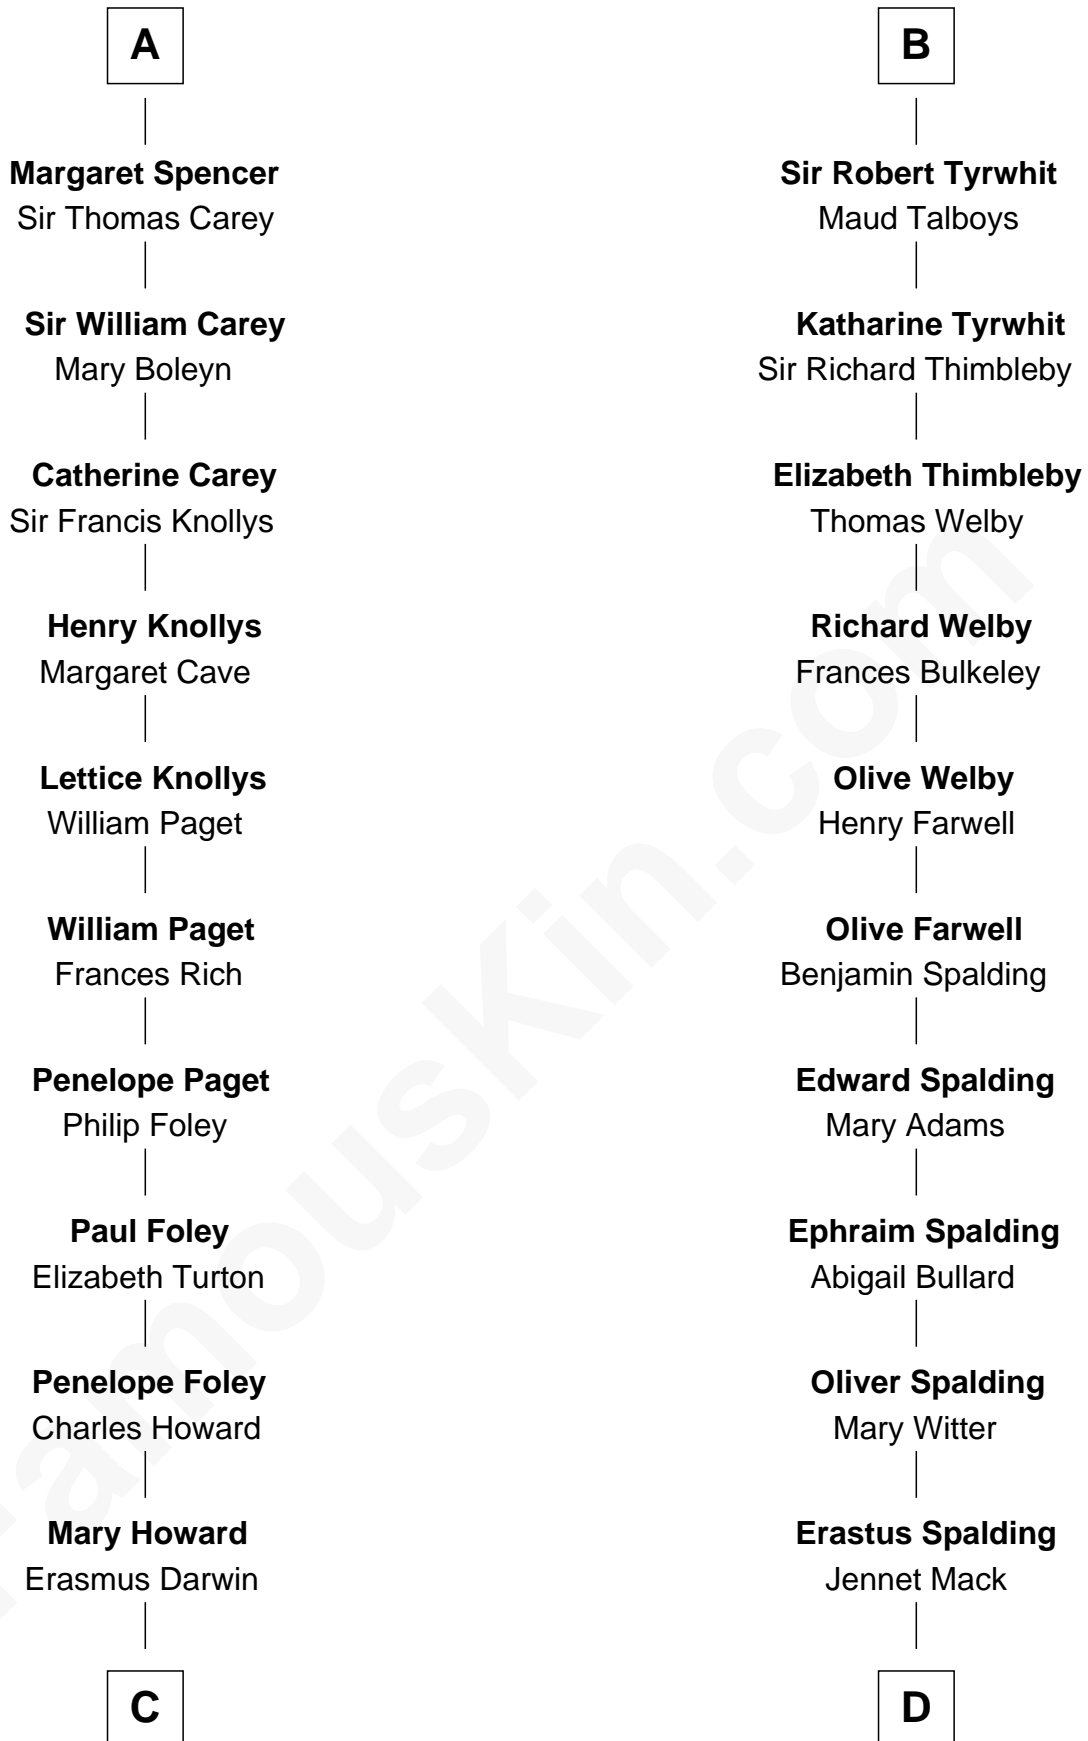 A
Margaret Spencer
Sir Thomas Carey
Sir William Carey
Mary Boleyn
Catherine Carey
Sir Francis Knollys
Henry Knollys
Margaret Cave
Lettice Knollys
William Paget
William Paget
Frances Rich
Penelope Paget
Philip Foley
Paul Foley
Elizabeth Turton
Penelope Foley
Charles Howard
Mary Howard
Erasmus Darwin
C
B
Sir Robert Tyrwhit
Maud Talboys
Katharine Tyrwhit
Sir Richard Thimbleby
Elizabeth Thimbleby
Thomas Welby
Richard Welby
Frances Bulkeley
Olive Welby
Henry Farwell
Olive Farwell
Benjamin Spalding
Edward Spalding
Mary Adams
Ephraim Spalding
Abigail Bullard
Oliver Spalding
Mary Witter
Erastus Spalding
Jennet Mack
D
FamousKin.com